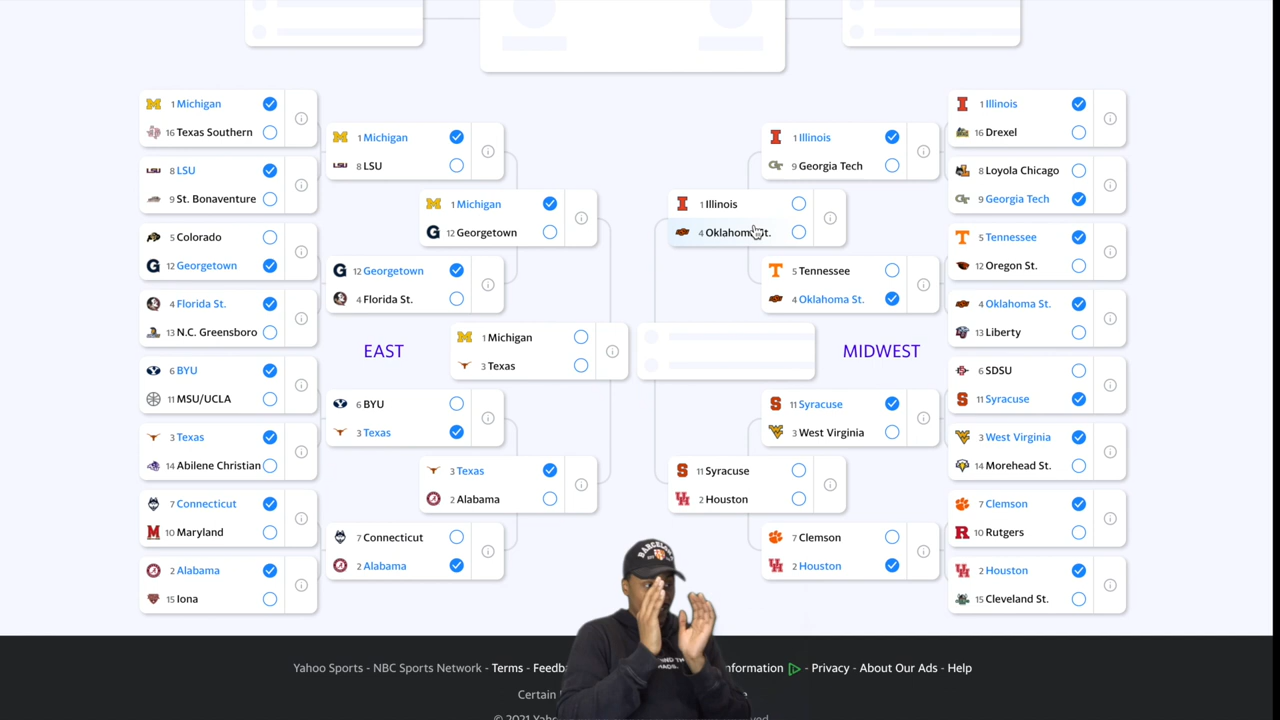 1 Michigan
16 Texas Southern
8 LSU
9 St. Bonaventure
5 Colorado
12 Georgetown
4 Florida St.
13 N.C. Greensboro
6 BYU
11 MSU/UCLA
3 Texas
14 Abilene Christian
7 Connecticut
10 Maryland
2 Alabama
15 Iona
1 Michigan
8 LSU
12 Georgetown
4 Florida St.
EAST
6 BYU
3 Texas
7 Connecticut
2 Alabama
1 Michigan
12 Georgetown
3 Texas
2 Alabama
1 Michigan
3 Texas
1 Illinois
4 Oklahoma St.
11 Syracuse
2 Houston
1 Illinois
9 Georgia Tech
5 Tennessee
4 Oklahoma St.
MIDWEST
11 Syracuse
3 West Virginia
7 Clemson
2 Houston
1 Illinois
16 Drexel
8 Loyola Chicago
9 Georgia Tech
5 Tennessee
12 Oregon St.
4 Oklahoma St.
13 Liberty
6 SDSU
11 Syracuse
3 West Virginia
14 Morehead St.
7 Clemson
10 Rutgers
2 Houston
15 Cleveland St.
BARCELONA
Yahoo Sports - NBC Sports Network - Terms - Feedba
nformation - Privacy - About Our Ads - Help
Certain
© 2021 Yaho